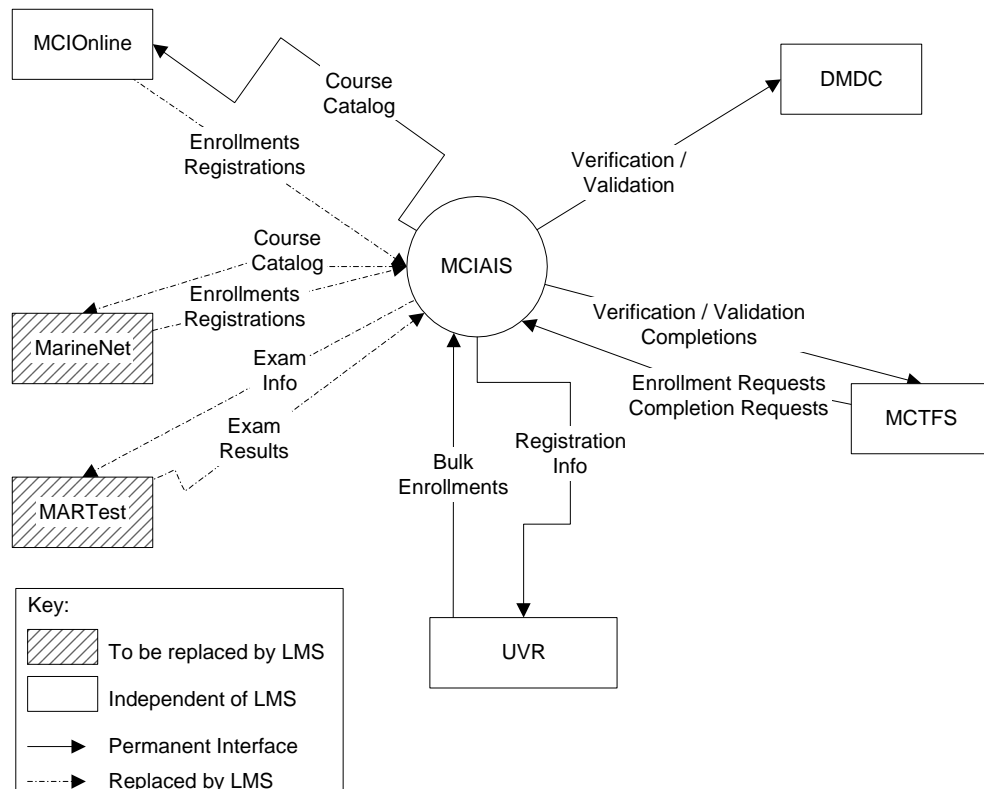 MCIOnline
Course
Catalog
DMDC
Enrollments
Registrations
Verification /
Validation
Course
Catalog
MCIAIS
Enrollments
Registrations
MarineNet
Verification / Validation
Completions
Exam
Info
Enrollment Requests
Completion Requests
MCTFS
Exam
Results
Registration
Info
Bulk
Enrollments
MARTest
UVR
Key:
To be replaced by LMS
Independent of LMS
Permanent Interface
Replaced by LMS